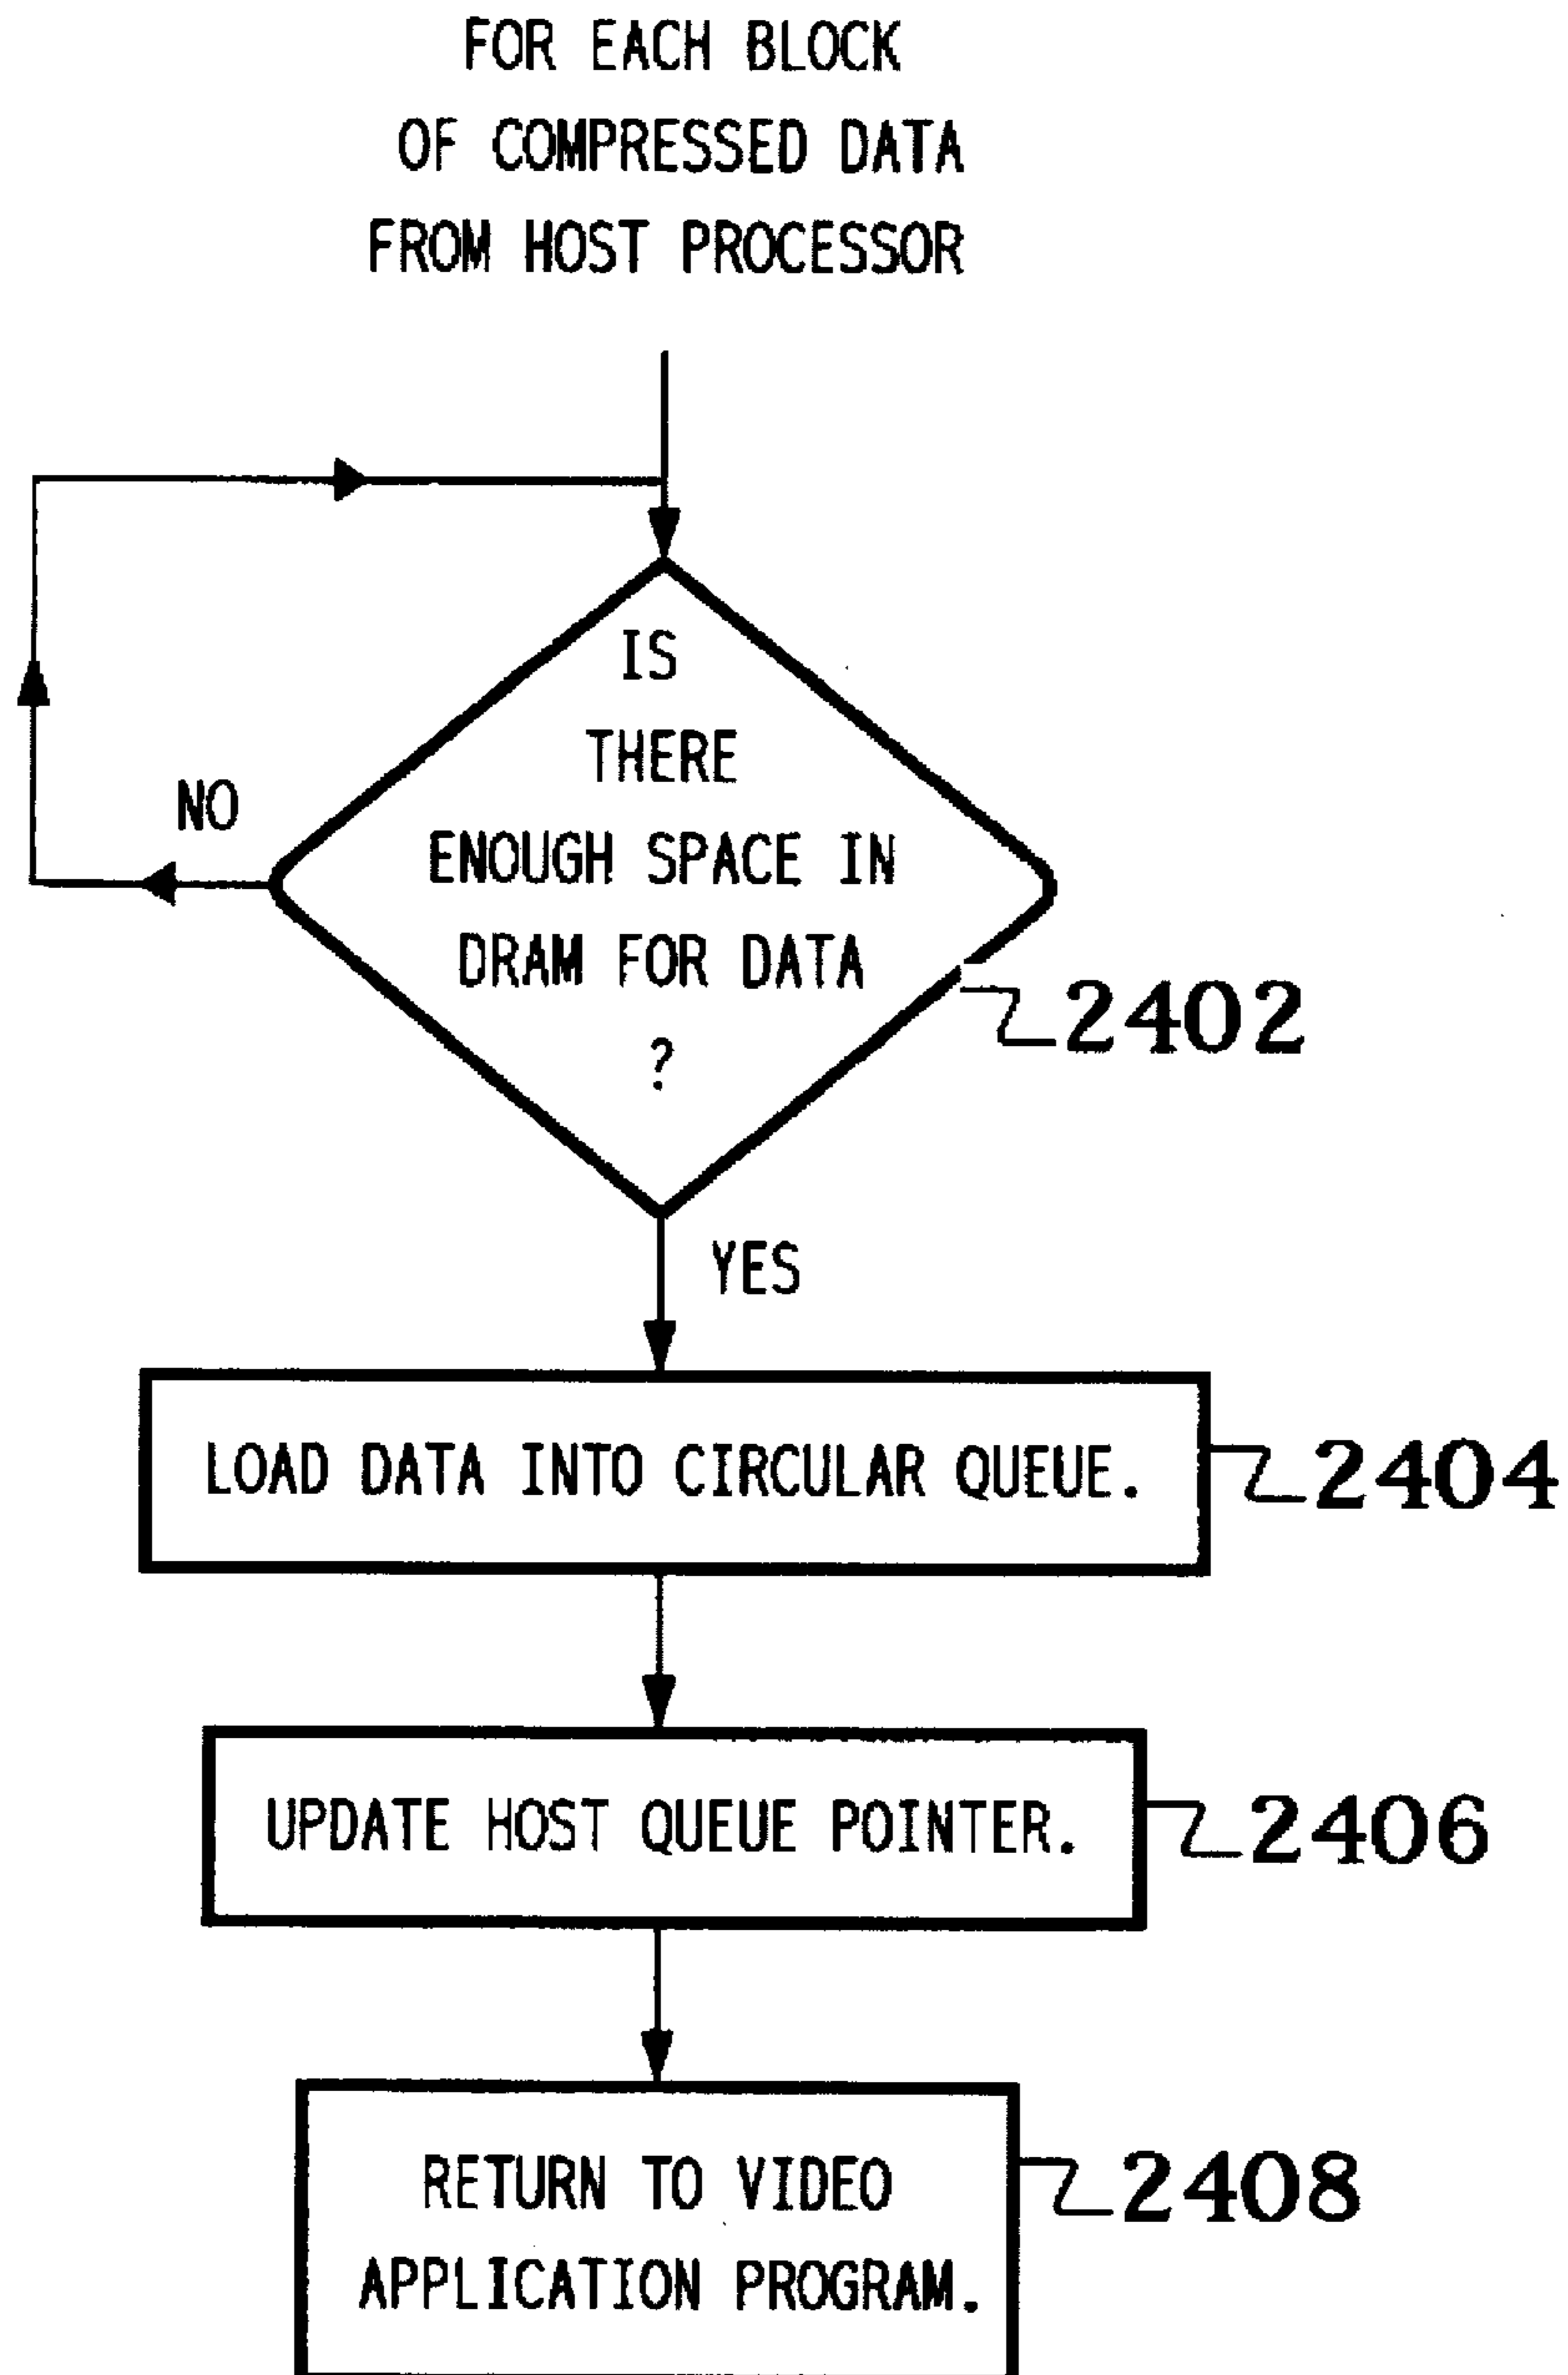 FOR EACH BLOCK
OF COMPRESSED DATA
FROM HOST PROCESSOR
IS
THERE
NO
ENOUGH SPACE IN
DRAM FOR DATA
2402
?
YES
LOAD DATA INTO CIRCULAR QUEUE.
2404
UPDATE HOST QUEUE POINTER.
2406
RETURN TO VIDEO
2408
APPLICATION PROGRAM.